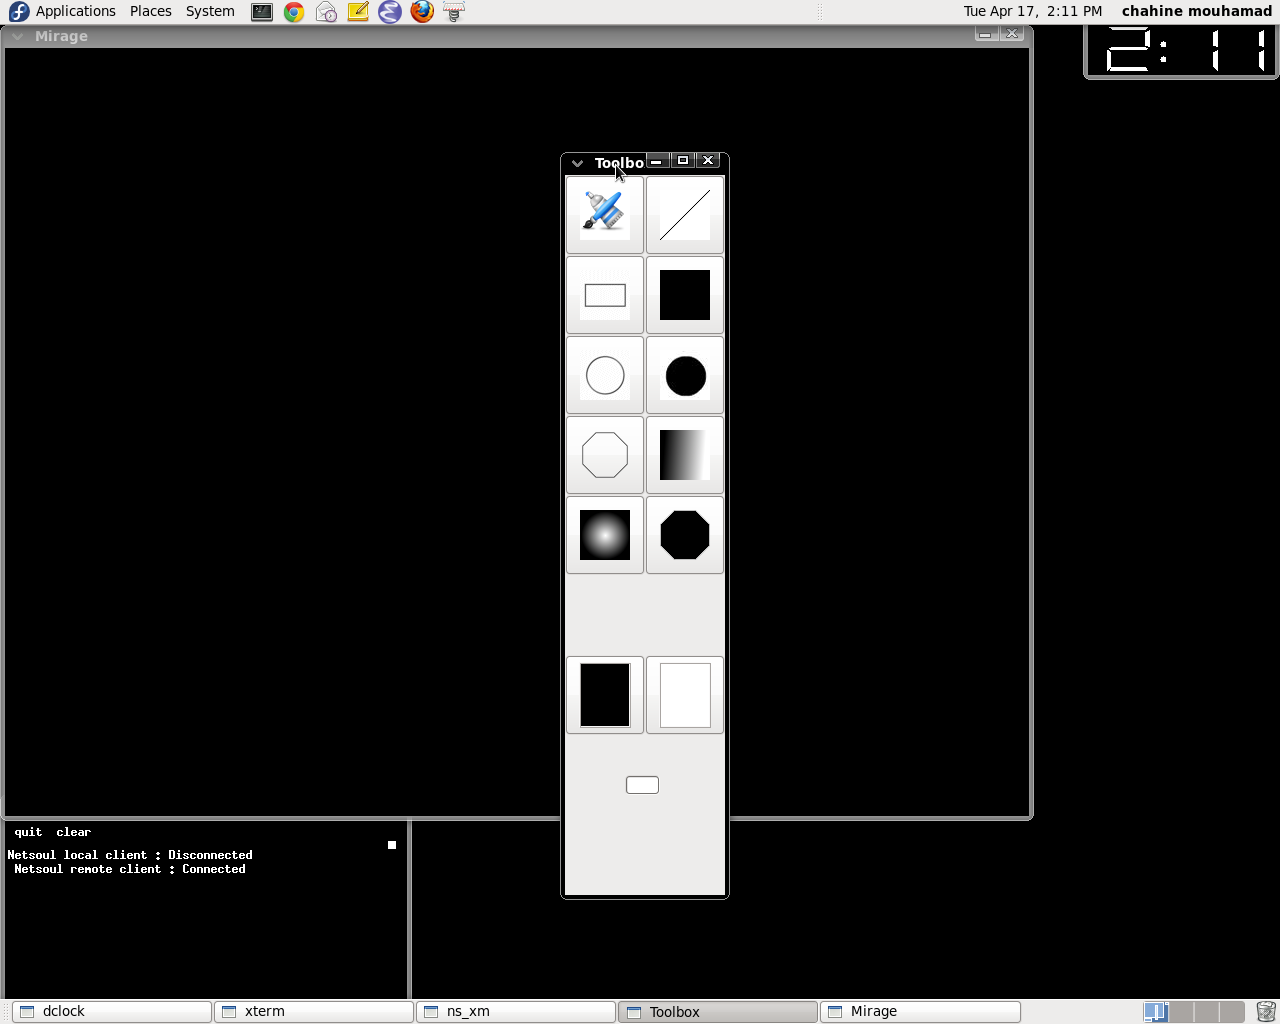 Applications Places System Tue Apr 17, 2:11 PM chahine mouhamad
Mirage
2:11
Toolbo
quit clear
Netsoul local client : Disconnected
Netsoul remote client : Connected
dclock xterm ns_xm Toolbox Mirage